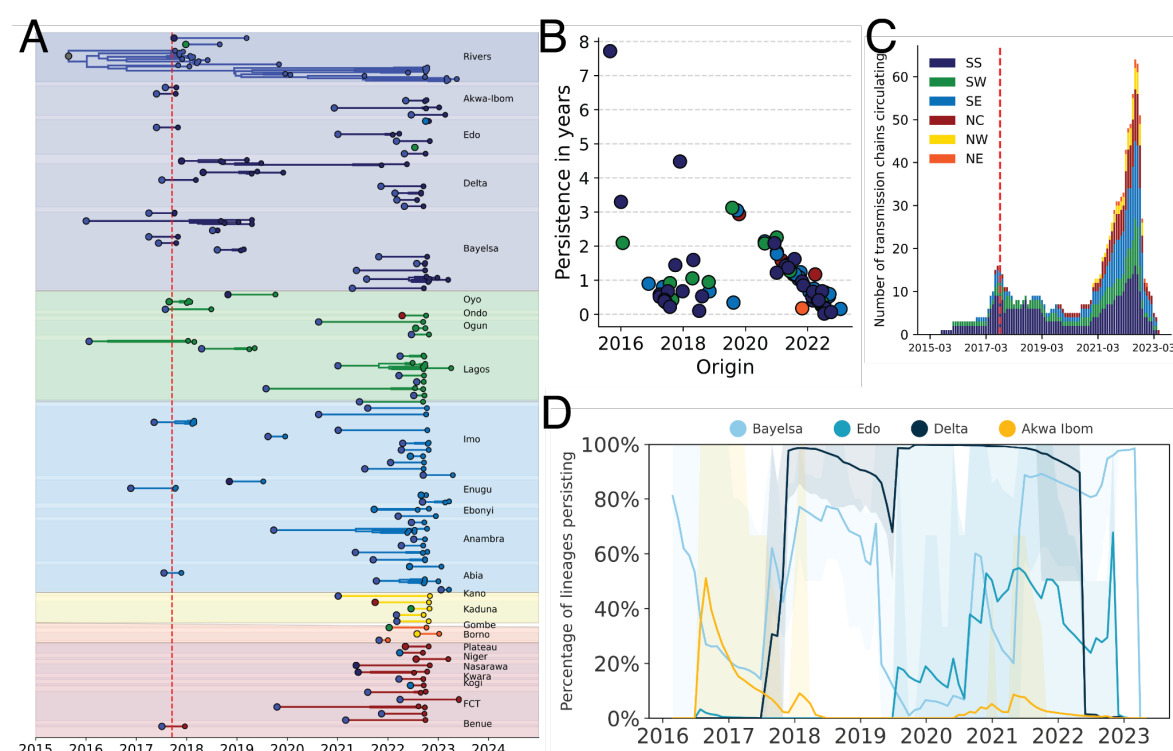 A
Rivers
Akwa-Ibom
Edo
Delta
Bayelsa
Oyo
Ondo
Ogun
Lagos
Imo
Enugu
Ebonyi
Anambra
Abia
Kano
Kaduna
Gombe
Borno
Plateau
Niger
Nasarawa
Kwara
Kogi
FCT
Benue
2015 2016 2017 2018 2019 2020 2021 2022 2023 2024
B
Persistence in years
8
7
6
5
4
3
2
1
0
2016 2018 2020 2022
Origin
C
Number of transmission chains circulating
60
50
40
30
20
10
0
SS
SW
SE
NC
NW
NE
2015-03 2017-03 2019-03 2021-03 2023-03
D
Bayelsa Edo Delta Akwa Ibom
Percentage of lineages persisting
100%
80%
60%
40%
20%
0%
2016 2017 2018 2019 2020 2021 2022 2023